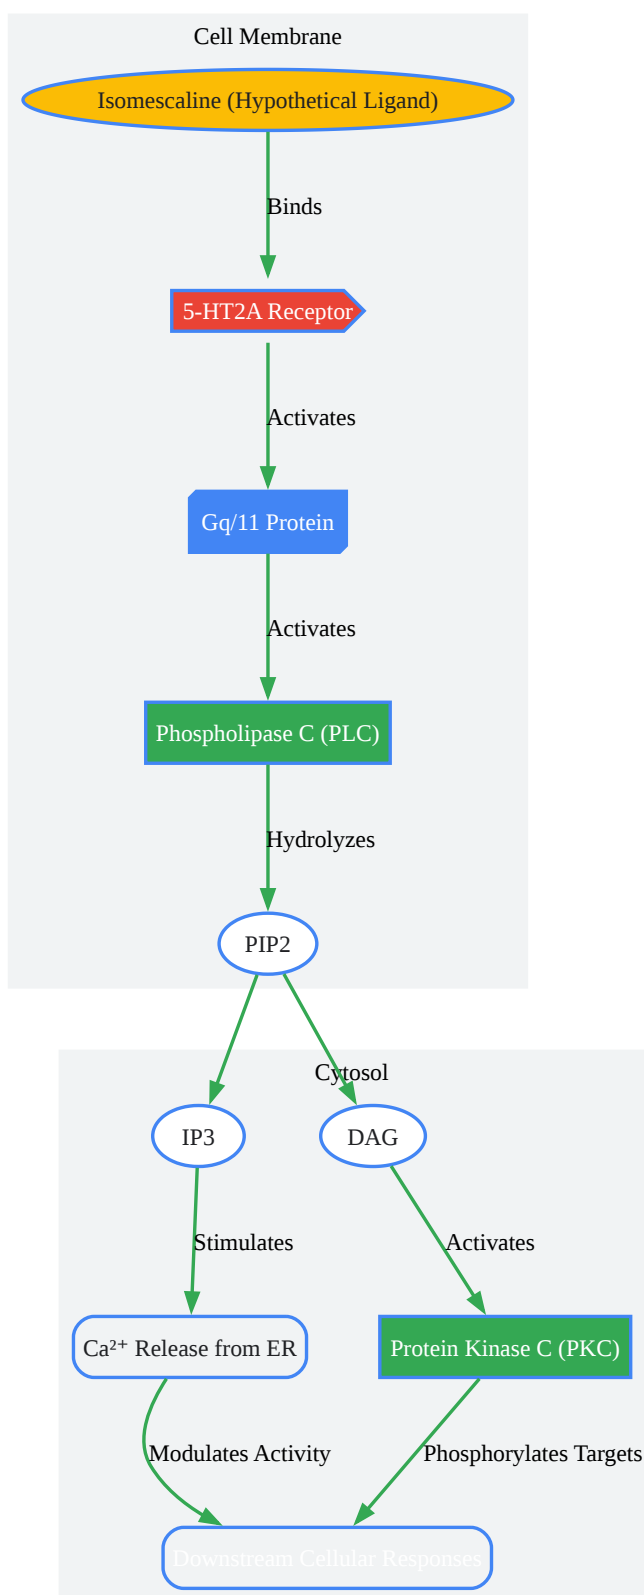 Cell Membrane
Isomescaline (Hypothetical Ligand)
Binds
5-HT2A Receptor
Activates
Gq/11 Protein
Activates
Phospholipase C (PLC)
Hydrolyzes
PIP2
Cytosol
IP3
DAG
Stimulates
Activates
Ca²⁺ Release from ER
Protein Kinase C (PKC)
Modulates Activity
Phosphorylates Targets
Downstream Cellular Responses